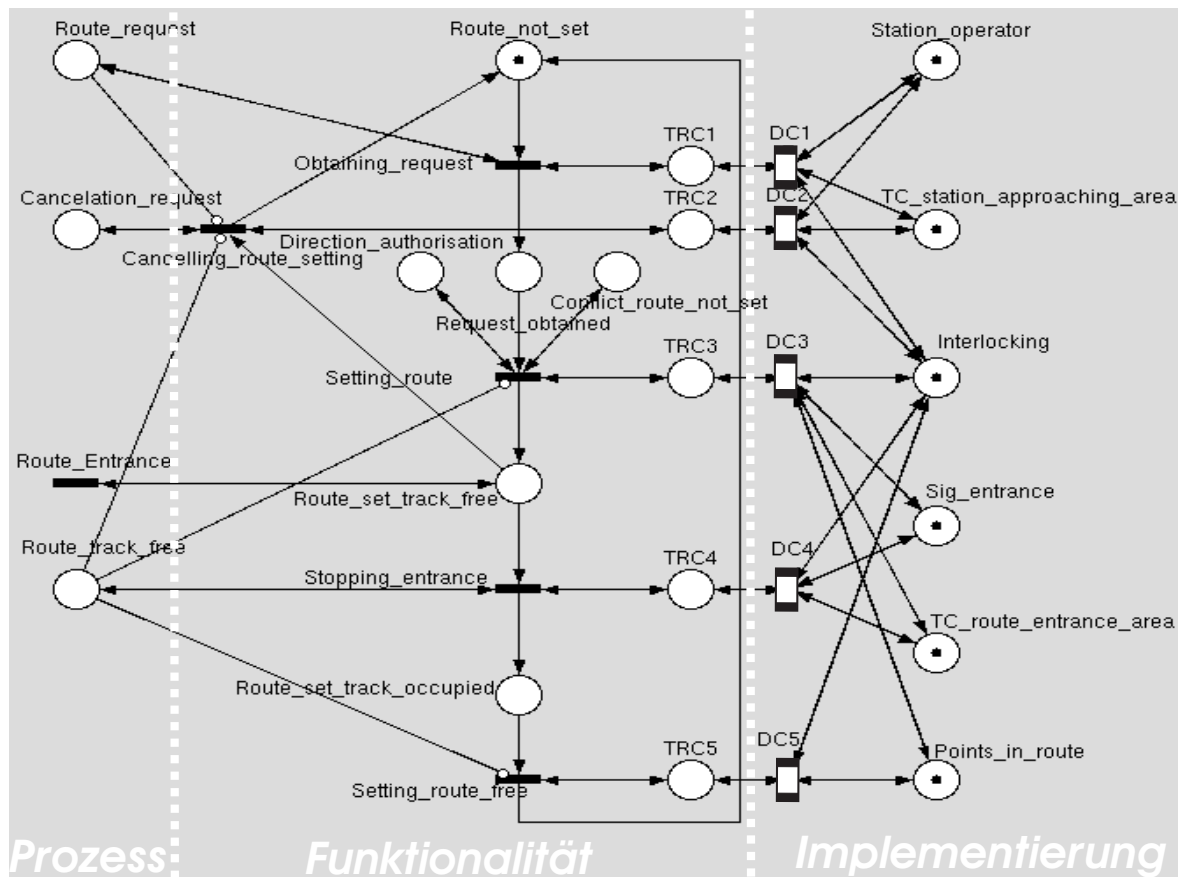 Route_request
Route_not_set
Station_operator
TRC1
DC1
Obtaining_request
Cancelation_request
TRC2
DC2
TC_station_approaching_area
Direction_authorisation
Cancelling_route_setting
Conflict_route_not_set
Request_obtained
TRC3
DC3
Interlocking
Setting_route
Route_Entrance
Route_set_track_free
Sig_entrance
Route_track_free
Stopping_entrance
TRC4
DC4
TC_route_entrance_area
Route_set_track_occupied
TRC5
DC5
Points_in_route
Setting_route_free
Prozess
Funktionalität
Implementierung